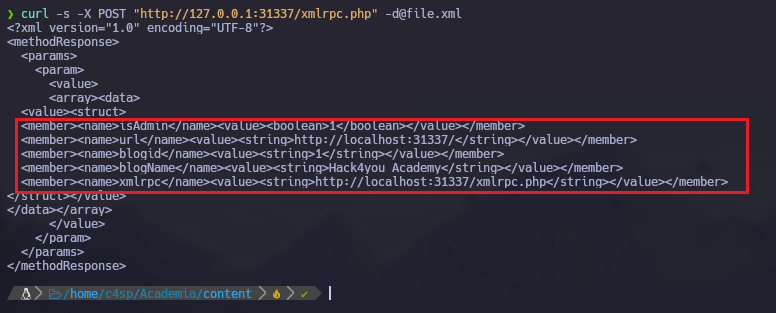 ❯ curl -s -X POST "http://127.0.0.1:31337/xmlrpc.php" -d@file.xml
<?xml version="1.0" encoding="UTF-8"?>
<methodResponse>
  <params>
    <param>
      <value>
      <array><data>
  <value><struct>
  <member><name>isAdmin</name><value><boolean>1</boolean></value></member>
  <member><name>url</name><value><string>http://localhost:31337/</string></value></member>
  <member><name>blogid</name><value><string>1</string></value></member>
  <member><name>blogName</name><value><string>Hack4you Academy</string></value></member>
  <member><name>xmlrpc</name><value><string>http://localhost:31337/xmlrpc.php</string></value></member>
</struct></value>
</data></array>
      </value>
    </param>
  </params>
</methodResponse>
/home/c4sp/Academia/content